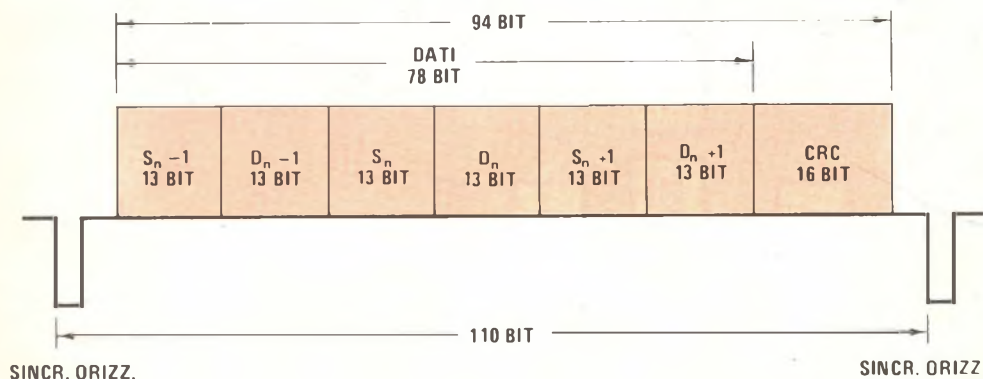 94 BIT
DATI
78 BIT
Sₙ -1
13 BIT
Dₙ -1
13 BIT
Sₙ
13 BIT
Dₙ
13 BIT
Sₙ +1
13 BIT
Dₙ +1
13 BIT
CRC
16 BIT
110 BIT
SINCR. ORIZZ.
SINCR. ORIZZ